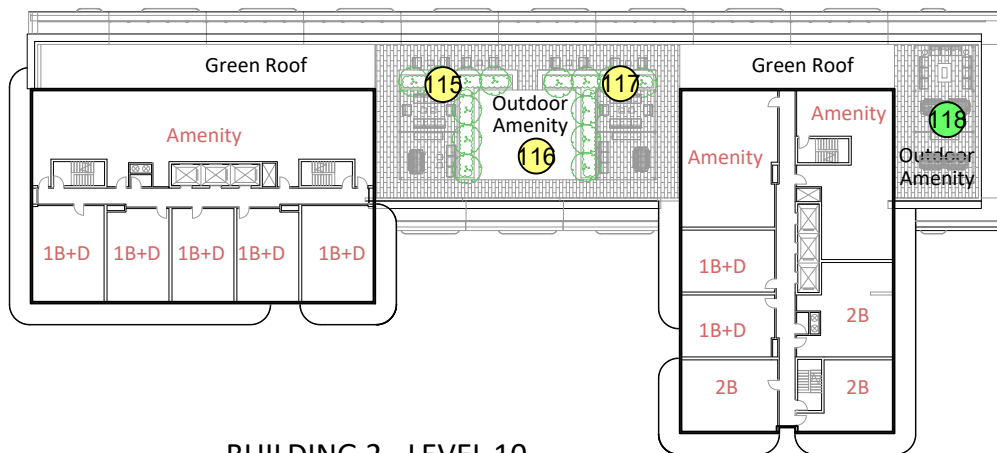 Green Roof
115
117
Green Roof
Outdoor
Amenity
116
118
Outdoor
Amenity
Amenity
Amenity
Amenity
1B+D
1B+D
1B+D
1B+D
1B+D
1B+D
1B+D
2B
2B
2B